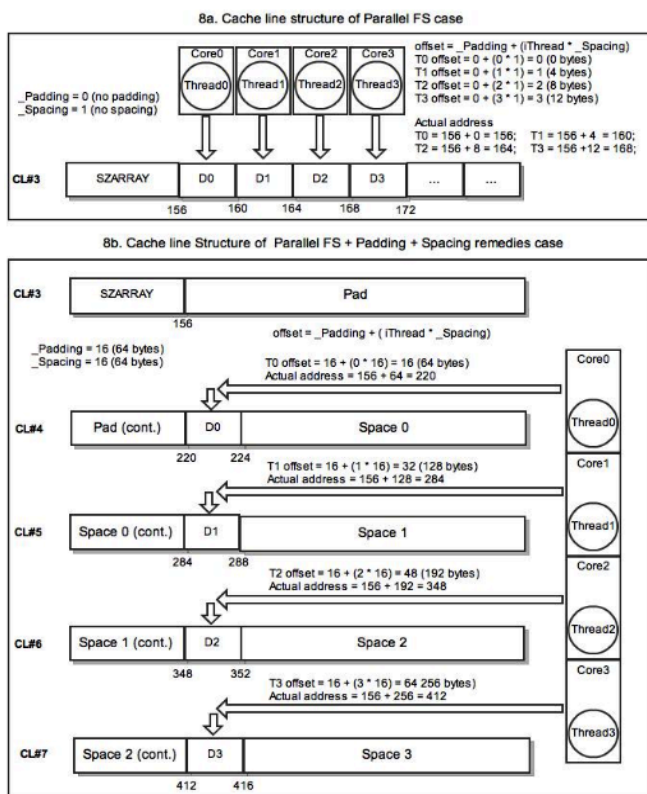 8a. Cache line structure of Parallel FS case
Core0 Core1 Core2 Core3
Thread0 Thread1 Thread2 Thread3
offset = _Padding + (iThread * _Spacing)
T0 offset = 0 + (0 * 1) = 0 (0 bytes)
T1 offset = 0 + (1 * 1) = 1 (4 bytes)
T2 offset = 0 + (2 * 1) = 2 (8 bytes)
T3 offset = 0 + (3 * 1) = 3 (12 bytes)
_Padding = 0 (no padding)
_Spacing = 1 (no spacing)
Actual address
T0 = 156 + 0 = 156; T1 = 156 + 4 = 160;
T2 = 156 + 8 = 164; T3 = 156 +12 = 168;
CL#3 SZARRAY D0 D1 D2 D3 ... ...
156 160 164 168 172
8b. Cache line Structure of Parallel FS + Padding + Spacing remedies case
CL#3 SZARRAY Pad
156
offset = _Padding + ( iThread * _Spacing)
_Padding = 16 (64 bytes)
_Spacing = 16 (64 bytes)
T0 offset = 16 + (0 * 16) = 16 (64 bytes)
Actual address = 156 + 64 = 220
Core0
Thread0
CL#4 Pad (cont.) D0 Space 0
220 224
T1 offset = 16 + (1 * 16) = 32 (128 bytes)
Actual address = 156 + 128 = 284
Core1
Thread1
CL#5 Space 0 (cont.) D1 Space 1
284 288
T2 offset = 16 + (2 * 16) = 48 (192 bytes)
Actual address = 156 + 192 = 348
Core2
Thread2
CL#6 Space 1 (cont.) D2 Space 2
348 352
T3 offset = 16 + (3 * 16) = 64 256 bytes)
Actual address = 156 + 256 = 412
Core3
Thread3
CL#7 Space 2 (cont.) D3 Space 3
412 416